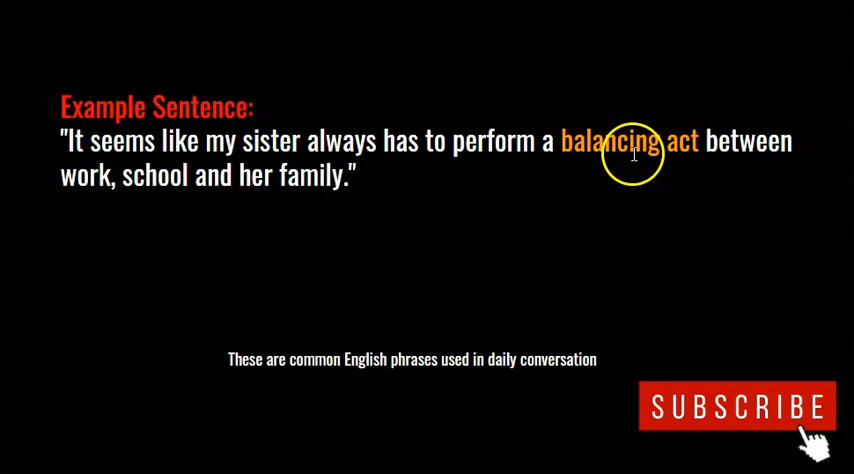 Example Sentence:
"It seems like my sister always has to perform a balancing act between
work, school and her family."
These are common English phrases used in daily conversation
SUBSCRIBE